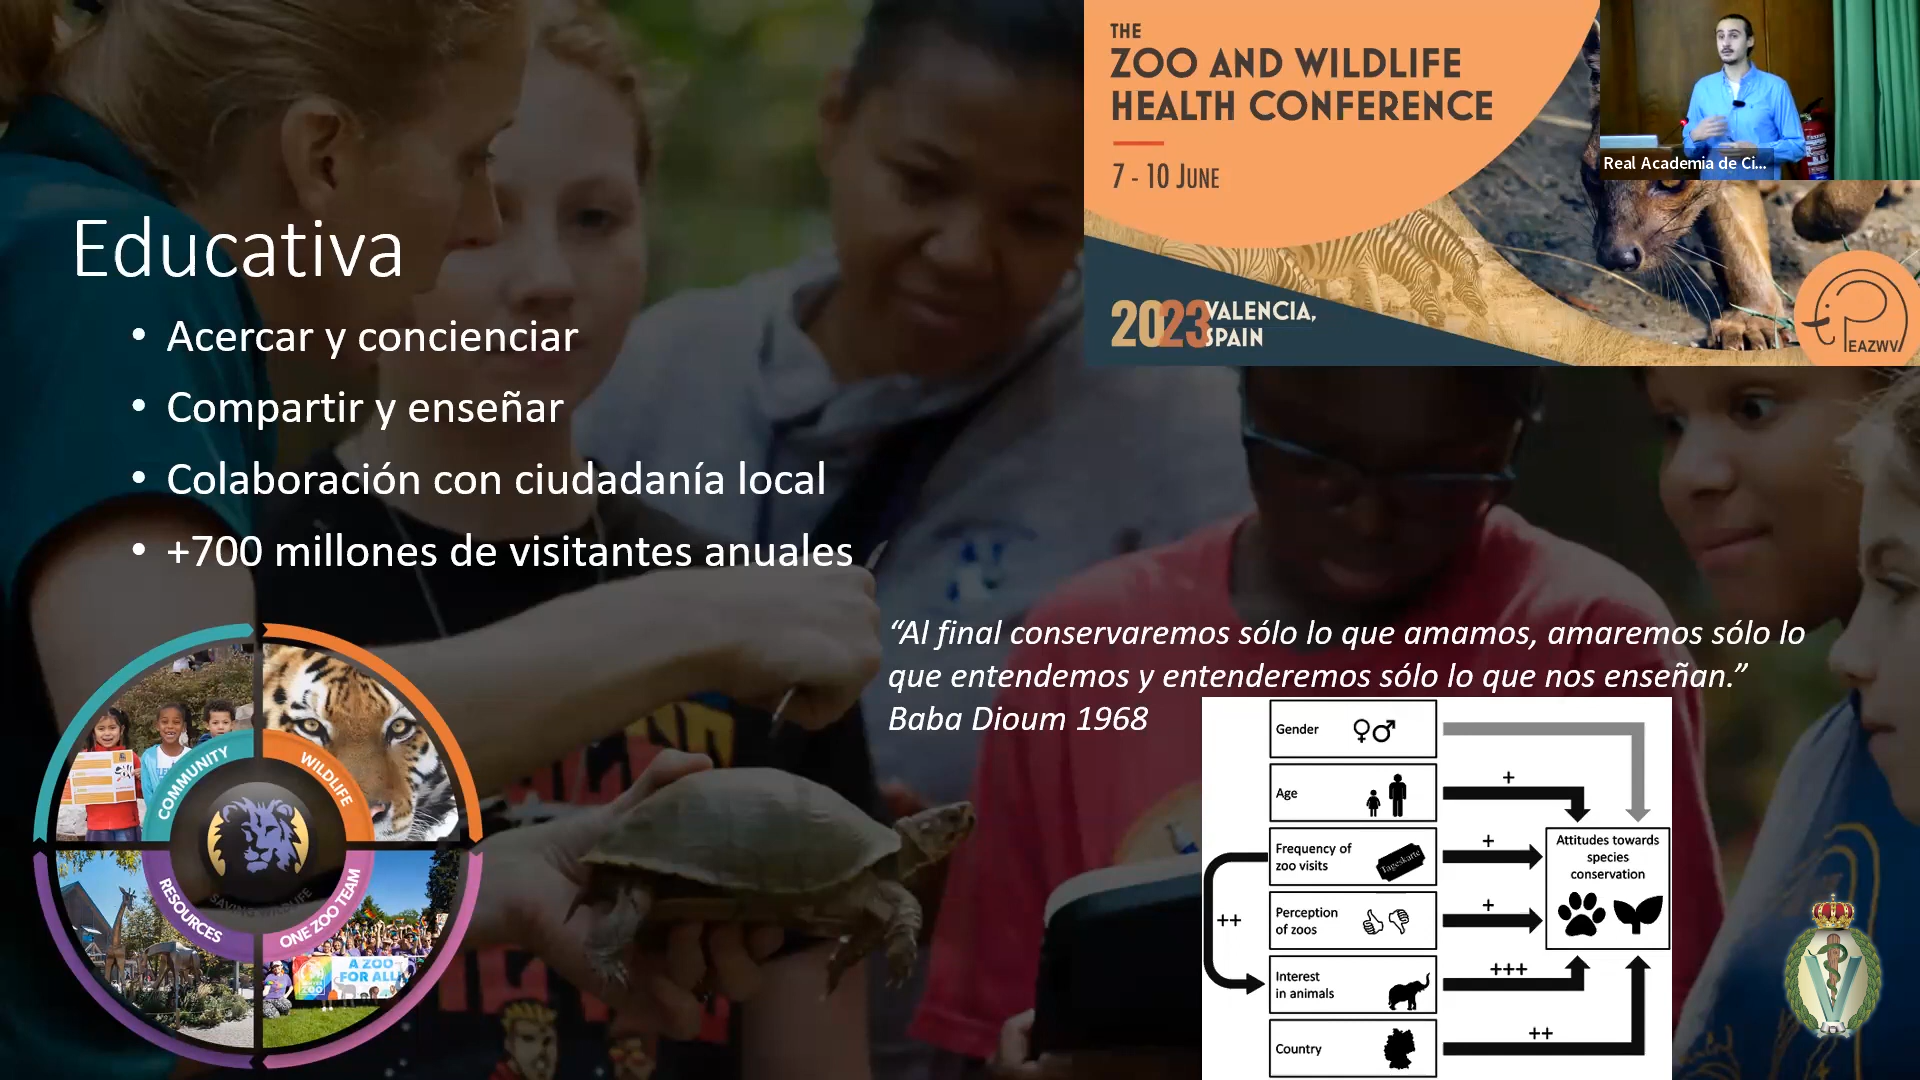 THE
ZOO AND WILDLIFE
HEALTH CONFERENCE
7 - 10 JUNE
2023 VALENCIA,
SPAIN
EAZWV
Real Academia de Ci...
Educativa
• Acercar y concienciar
• Compartir y enseñar
• Colaboración con ciudadanía local
• +700 millones de visitantes anuales
“Al final conservaremos sólo lo que amamos, amaremos sólo lo
que entendemos y entenderemos sólo lo que nos enseñan.”
Baba Dioum 1968
COMMUNITY
WILDLIFE
RESOURCES
ONE ZOO TEAM
SAVING WILDLIFE
A ZOO
FOR ALL
ZOO
Gender
Age
+
Frequency of
zoo visits
Tageskarte
+
Perception
of zoos
+
Interest
in animals
+++
Country
++
++
Attitudes towards
species
conservation
V